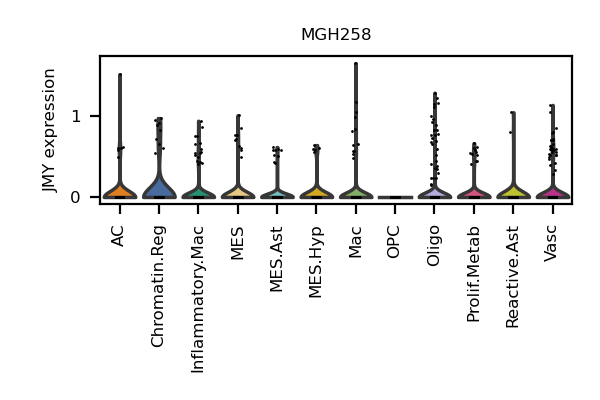 MGH258
JMY expression
1
0
AC
Chromatin.Reg
Inflammatory.Mac
MES
MES.Ast
MES.Hyp
Mac
OPC
Oligo
Prolif.Metab
Reactive.Ast
Vasc